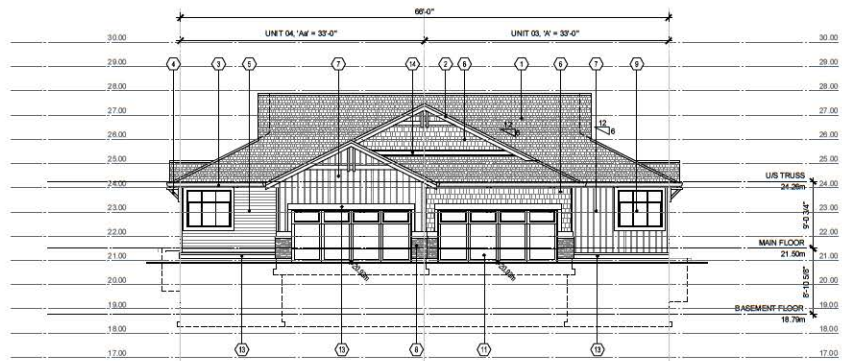 66'-0"
UNIT 04, 'Aa' = 33'-0" UNIT 03, 'A' = 33'-0"
30.00 30.00
29.00 29.00
4 3 5 7 14 2 6 1 6 7 9
28.00 28.00
27.00 27.00
12 12
6 6
26.00 26.00
25.00 25.00
U/S TRUSS
24.00 24.26m 24.00
23.00 9'-0 3/4" 23.00
22.00 22.00
MAIN FLOOR
21.00 21.50m 21.00
20.00 8'-10 5/8" 20.00
19.00 BASEMENT FLOOR 19.00
18.79m
18.00 18.00
13 13 8 11 13
17.00 17.00